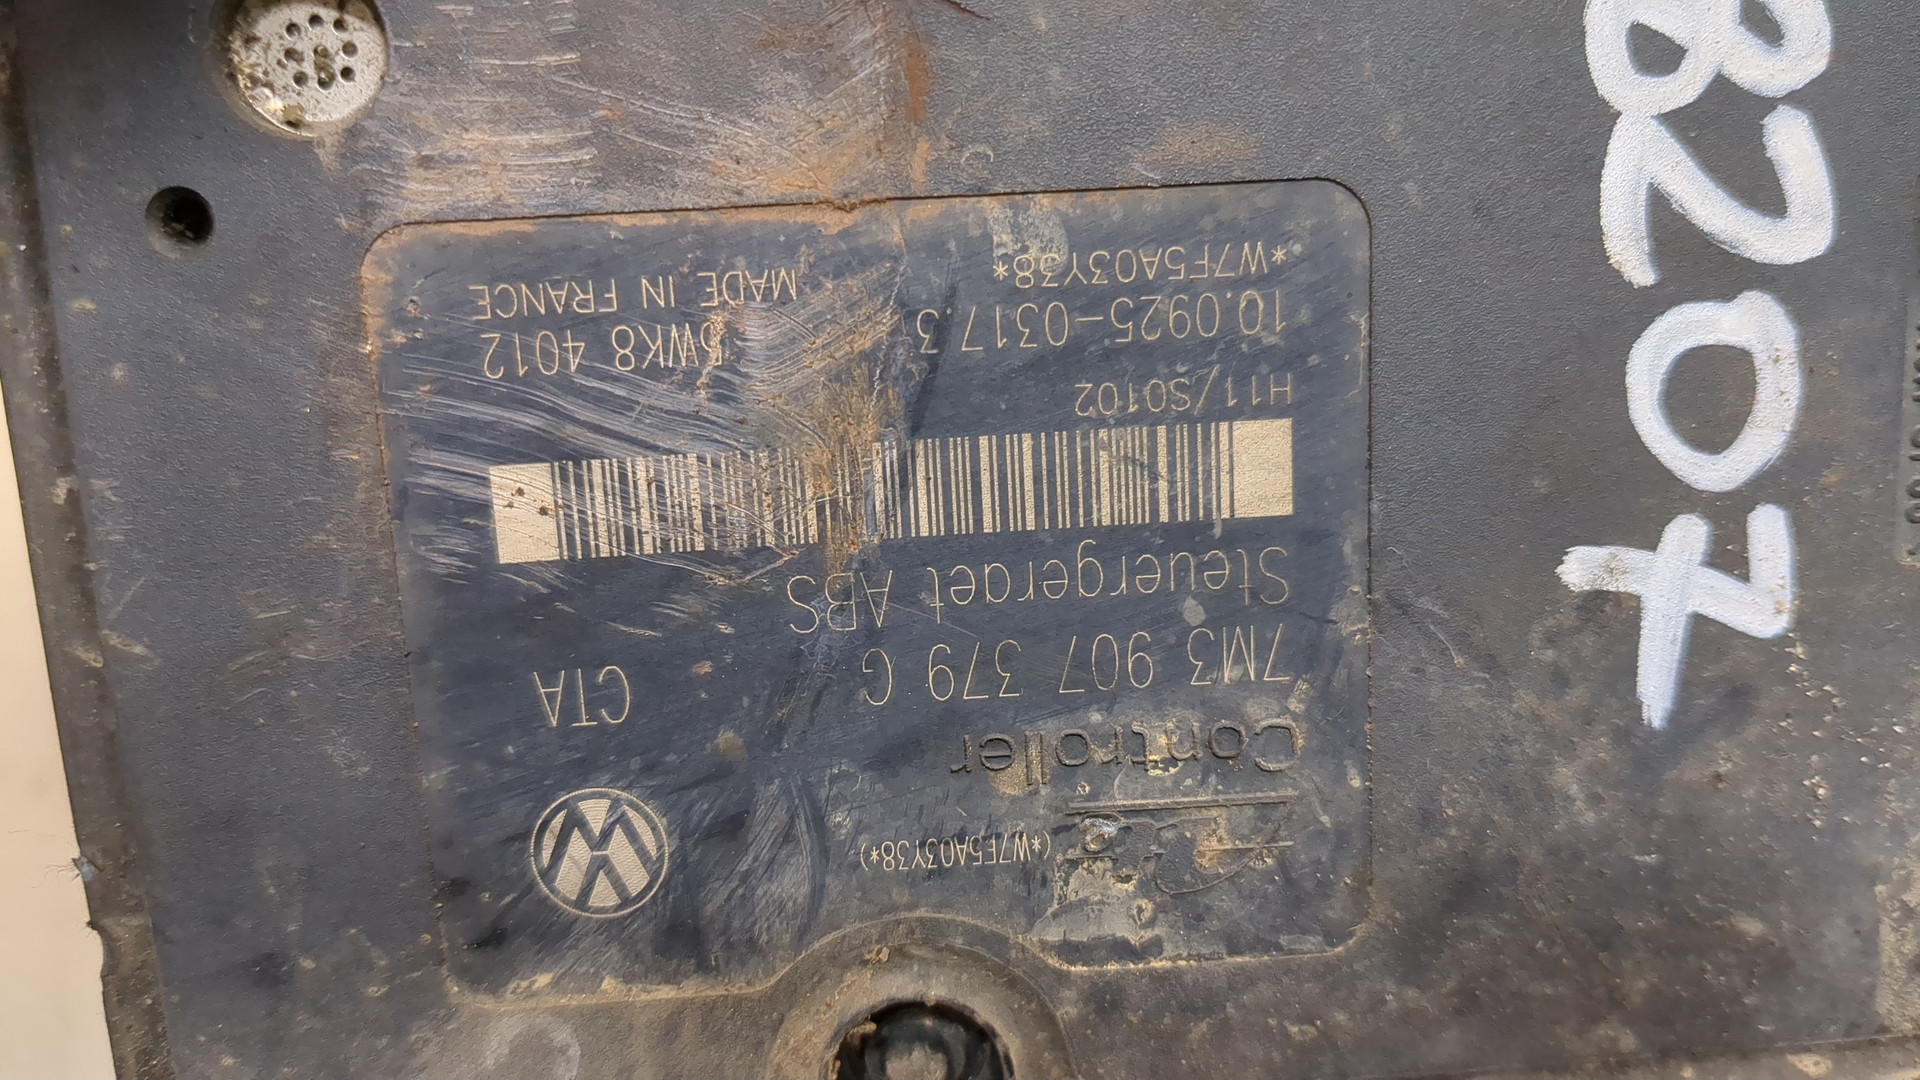 (*W7F5A03Y38*)
Controller
7M3 907 379 G CTA
Steuergeraet ABS
H11/S0102
10.0925-0317.3 5WK8 4012
*W7F5A03Y38* MADE IN FRANCE
7028